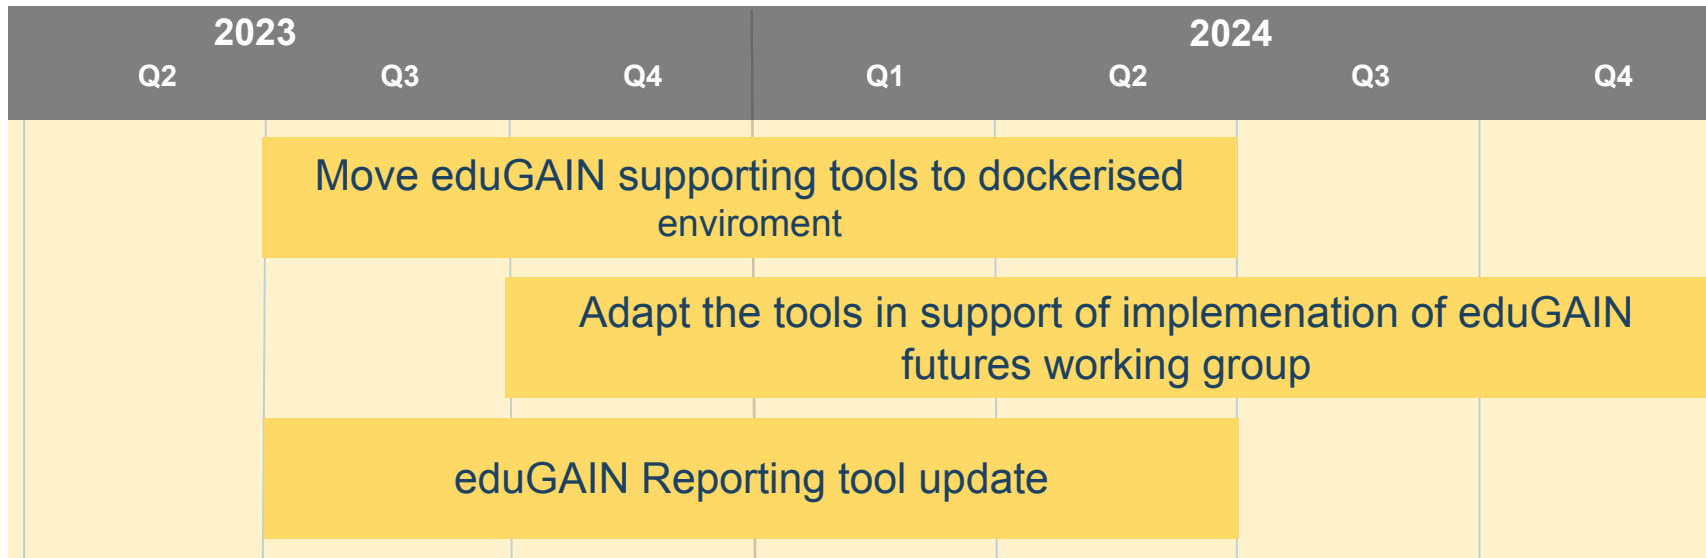 2023 2024
Q2 Q3 Q4 Q1 Q2 Q3 Q4
Move eduGAIN supporting tools to dockerised
enviroment
Adapt the tools in support of implemenation of eduGAIN
futures working group
eduGAIN Reporting tool update